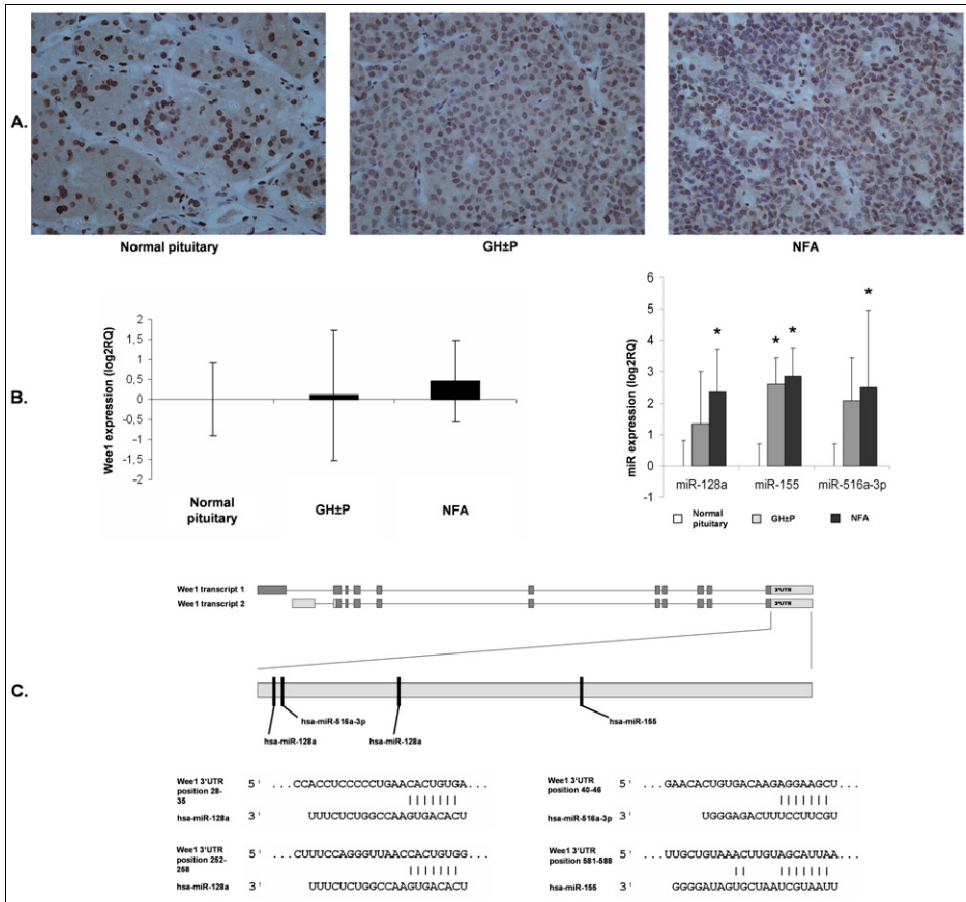 A.
Normal pituitary
GH±P
NFA
B.
Wee1 expression (log2RQ)
2
1,5
1
0,5
0
-0,5
-1
-1,5
-2
Normal pituitary
GH±P
NFA
miR expression (log2RQ)
6
5
4
3
2
1
0
-1
*
*
*
*
miR-128a
miR-155
miR-516a-3p
Normal pituitary
GH±P
NFA
C.
Wee1 transcript 1
3'UTR
Wee1 transcript 2
3'UTR
hsa-miR-516a-3p
hsa-miR-155
hsa-miR-128a
hsa-miR-128a
Wee1 3'UTR position 28-35
5' ...CCACCUCCCCCUGAACACUGUGA...
hsa-miR-128a
3' UUUCUCUGGCCAAGUGACACU
Wee1 3'UTR position 40-46
5' ...GAACACUGUGACAAGAGGAAGCU...
hsa-miR-516a-3p
3' UGGGAGACUUUCCUUCGU
Wee1 3'UTR position 252-258
5' ...CUUUCCAGGGUUAACCACUGUGG...
hsa-miR-128a
3' UUUCUCUGGCCAAGUGACACU
Wee1 3'UTR position 581-588
5' ...UUGCUGUAAACUUGUAGCAUUAA...
hsa-miR-155
3' GGGGAUAGUGCUAAUCGUAAUU